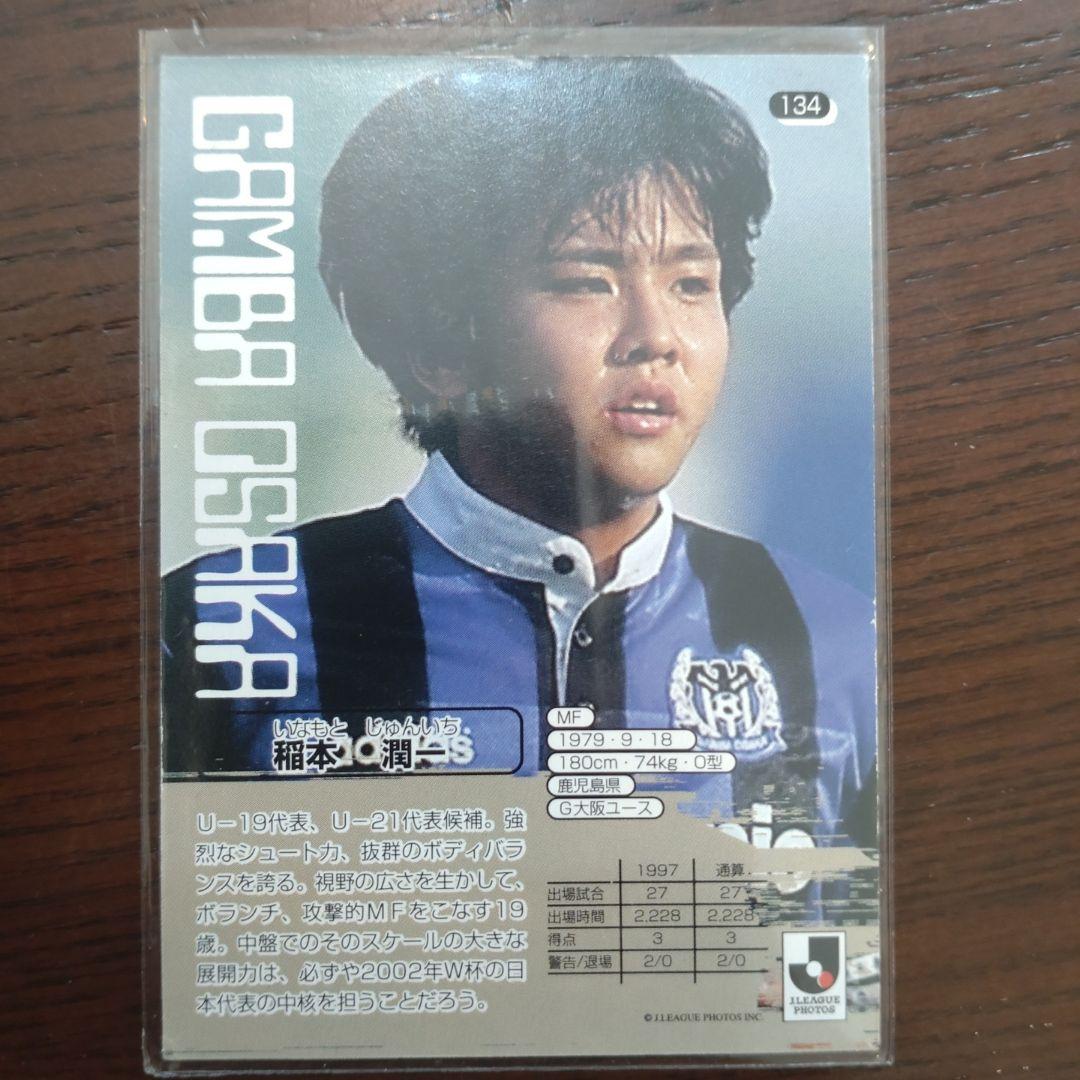 134
GAMBA OSAKA
いなもと じゅんいち
稲本 潤一
MF
1979・9・18
180cm・74kg・O型
鹿児島県
G大阪ユース
U－19代表、U－21代表候補。強
烈なシュート力、抜群のボディバラ
ンスを誇る。視野の広さを生かして、
ボランチ、攻撃的MFをこなす19
歳。中盤でのそのスケールの大きな
展開力は、必ずや2002年W杯の日
本代表の中核を担うことだろう。
1997 通算
出場試合 27 27
出場時間 2,228 2,228
得点 3 3
警告/退場 2/0 2/0
J.LEAGUE
PHOTOS
© J.LEAGUE PHOTOS INC.